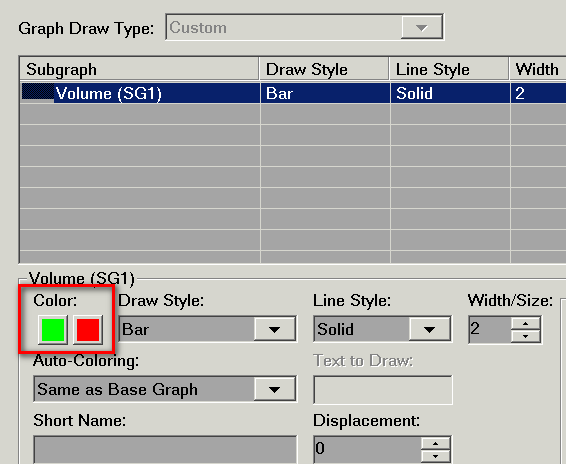 Graph Draw Type: Custom
Subgraph Draw Style Line Style Width
Volume (SG1) Bar Solid 2
Volume (SG1)
Color: Draw Style: Line Style: Width/Size:
Bar Solid 2
Auto-Coloring: Text to Draw:
Same as Base Graph
Short Name: Displacement:
0